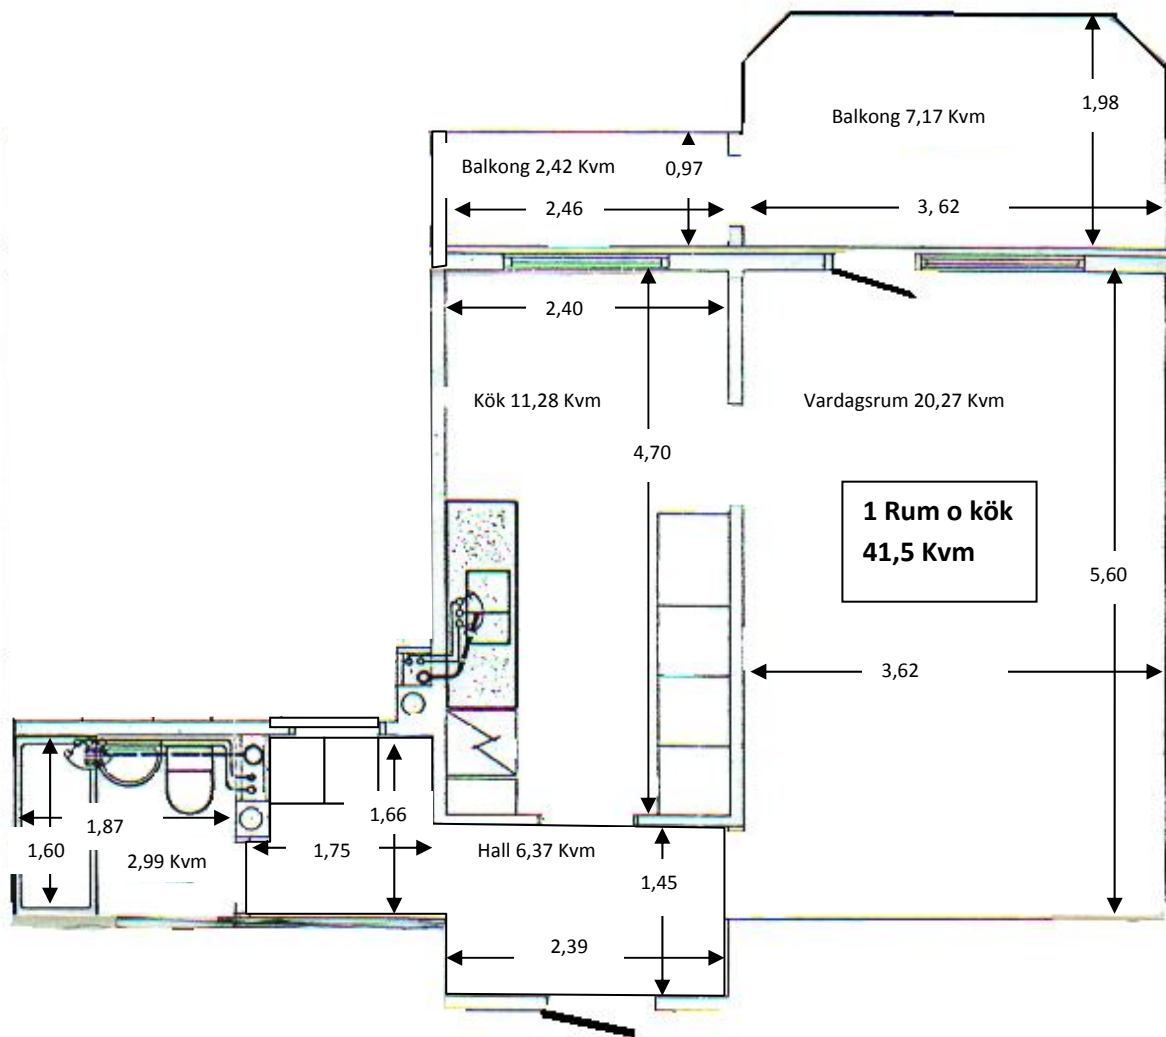 1,98
Balkong 7,17 Kvm
Balkong 2,42 Kvm
0,97
2,46
3, 62
2,40
Kök 11,28 Kvm
Vardagsrum 20,27 Kvm
4,70
1 Rum o kök
41,5 Kvm
5,60
3,62
1,66
1,87
1,60
2,99 Kvm
1,75
Hall 6,37 Kvm
1,45
2,39